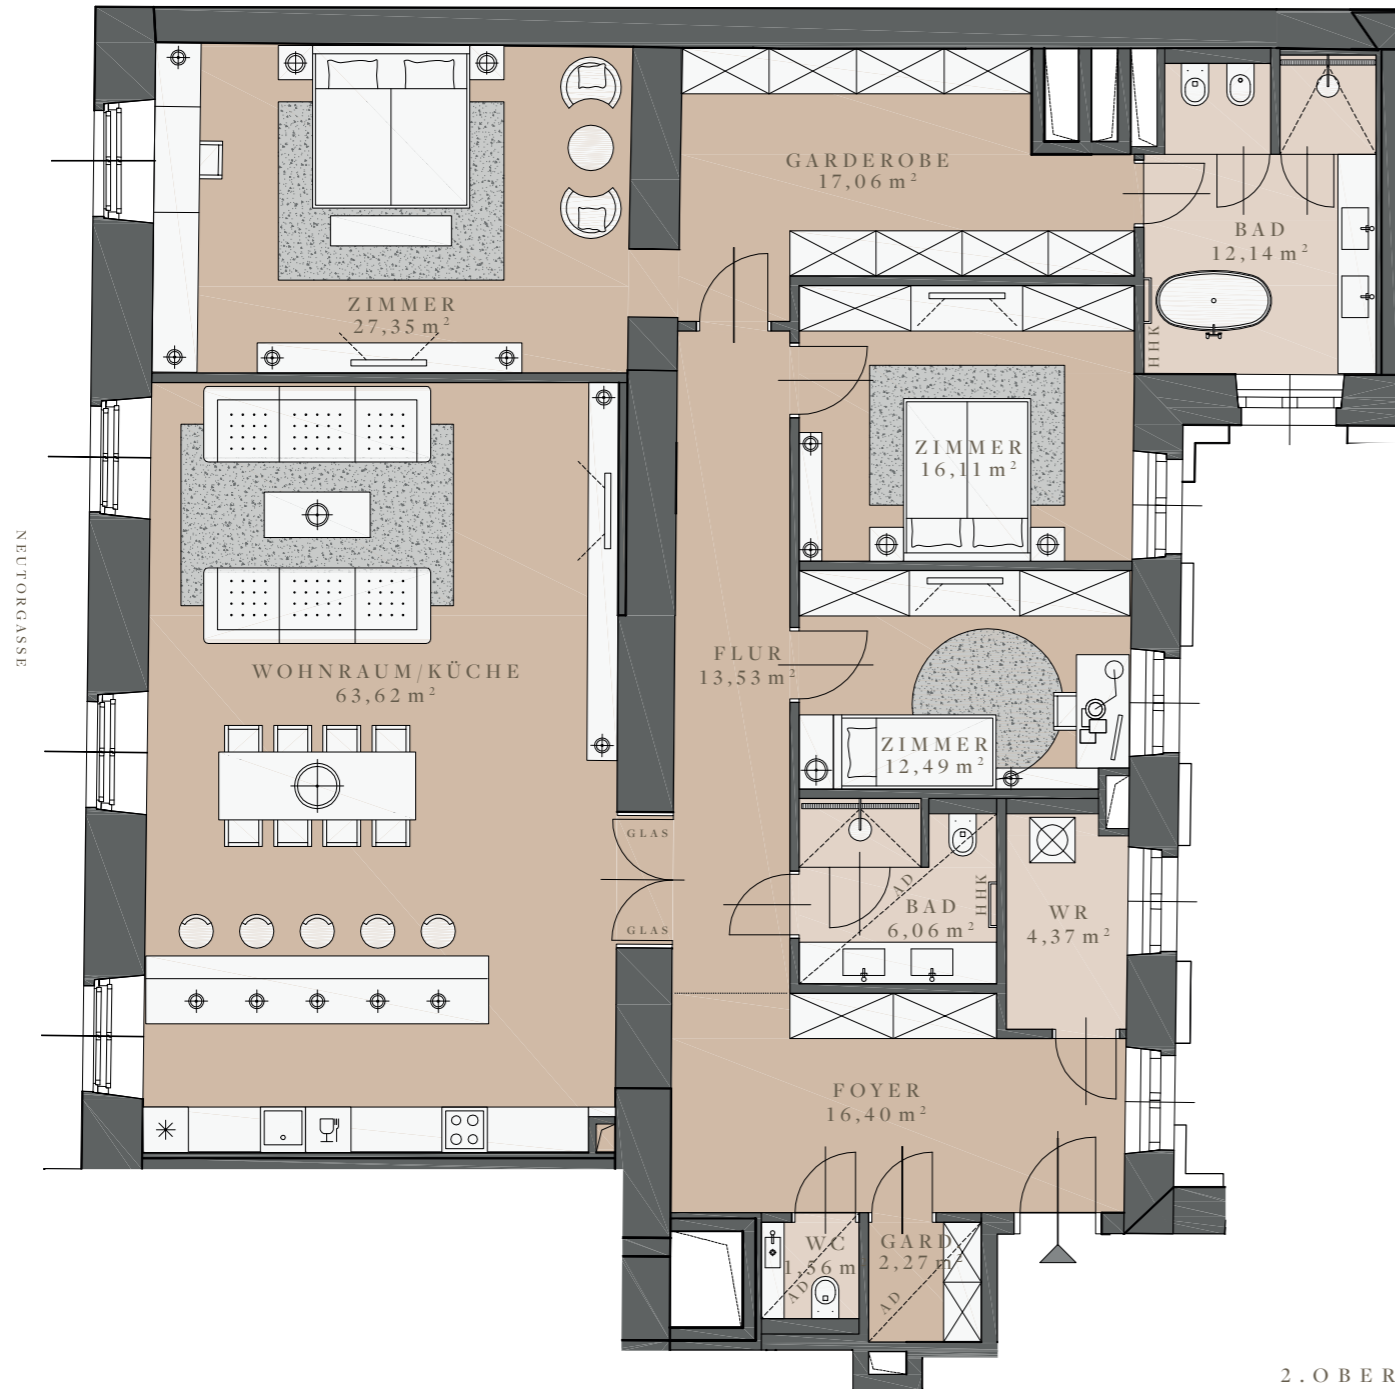 GARDEROBE
17,06 m²
BAD
12,14 m²
HHK
ZIMMER
27,35 m²
ZIMMER
16,11 m²
NEUTORGASSE
WOHNRAUM/KÜCHE
63,62 m²
FLUR
13,53 m²
ZIMMER
12,49 m²
GLAS
GLAS
AD
HHK
BAD
6,06 m²
WR
4,37 m²
FOYER
16,40 m²
WC
1,56 m
AD
GARD
2,27 m²
AD
2.OBER